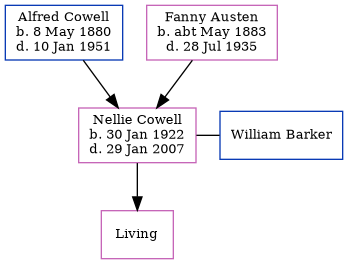 Alfred Cowell
b. 8 May 1880
d. 10 Jan 1951
Fanny Austen
b. abt May 1883
d. 28 Jul 1935
Nellie Cowell
b. 30 Jan 1922
d. 29 Jan 2007
William Barker
Living